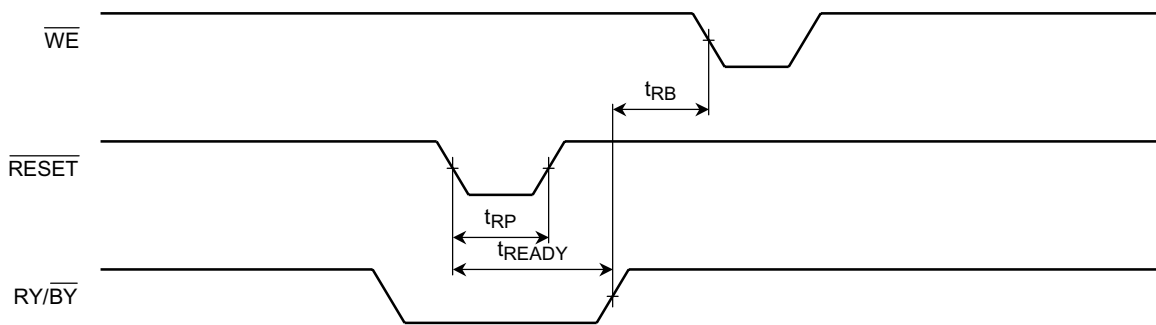 WE
tRB
RESET
tRP
tREADY
RY/BY